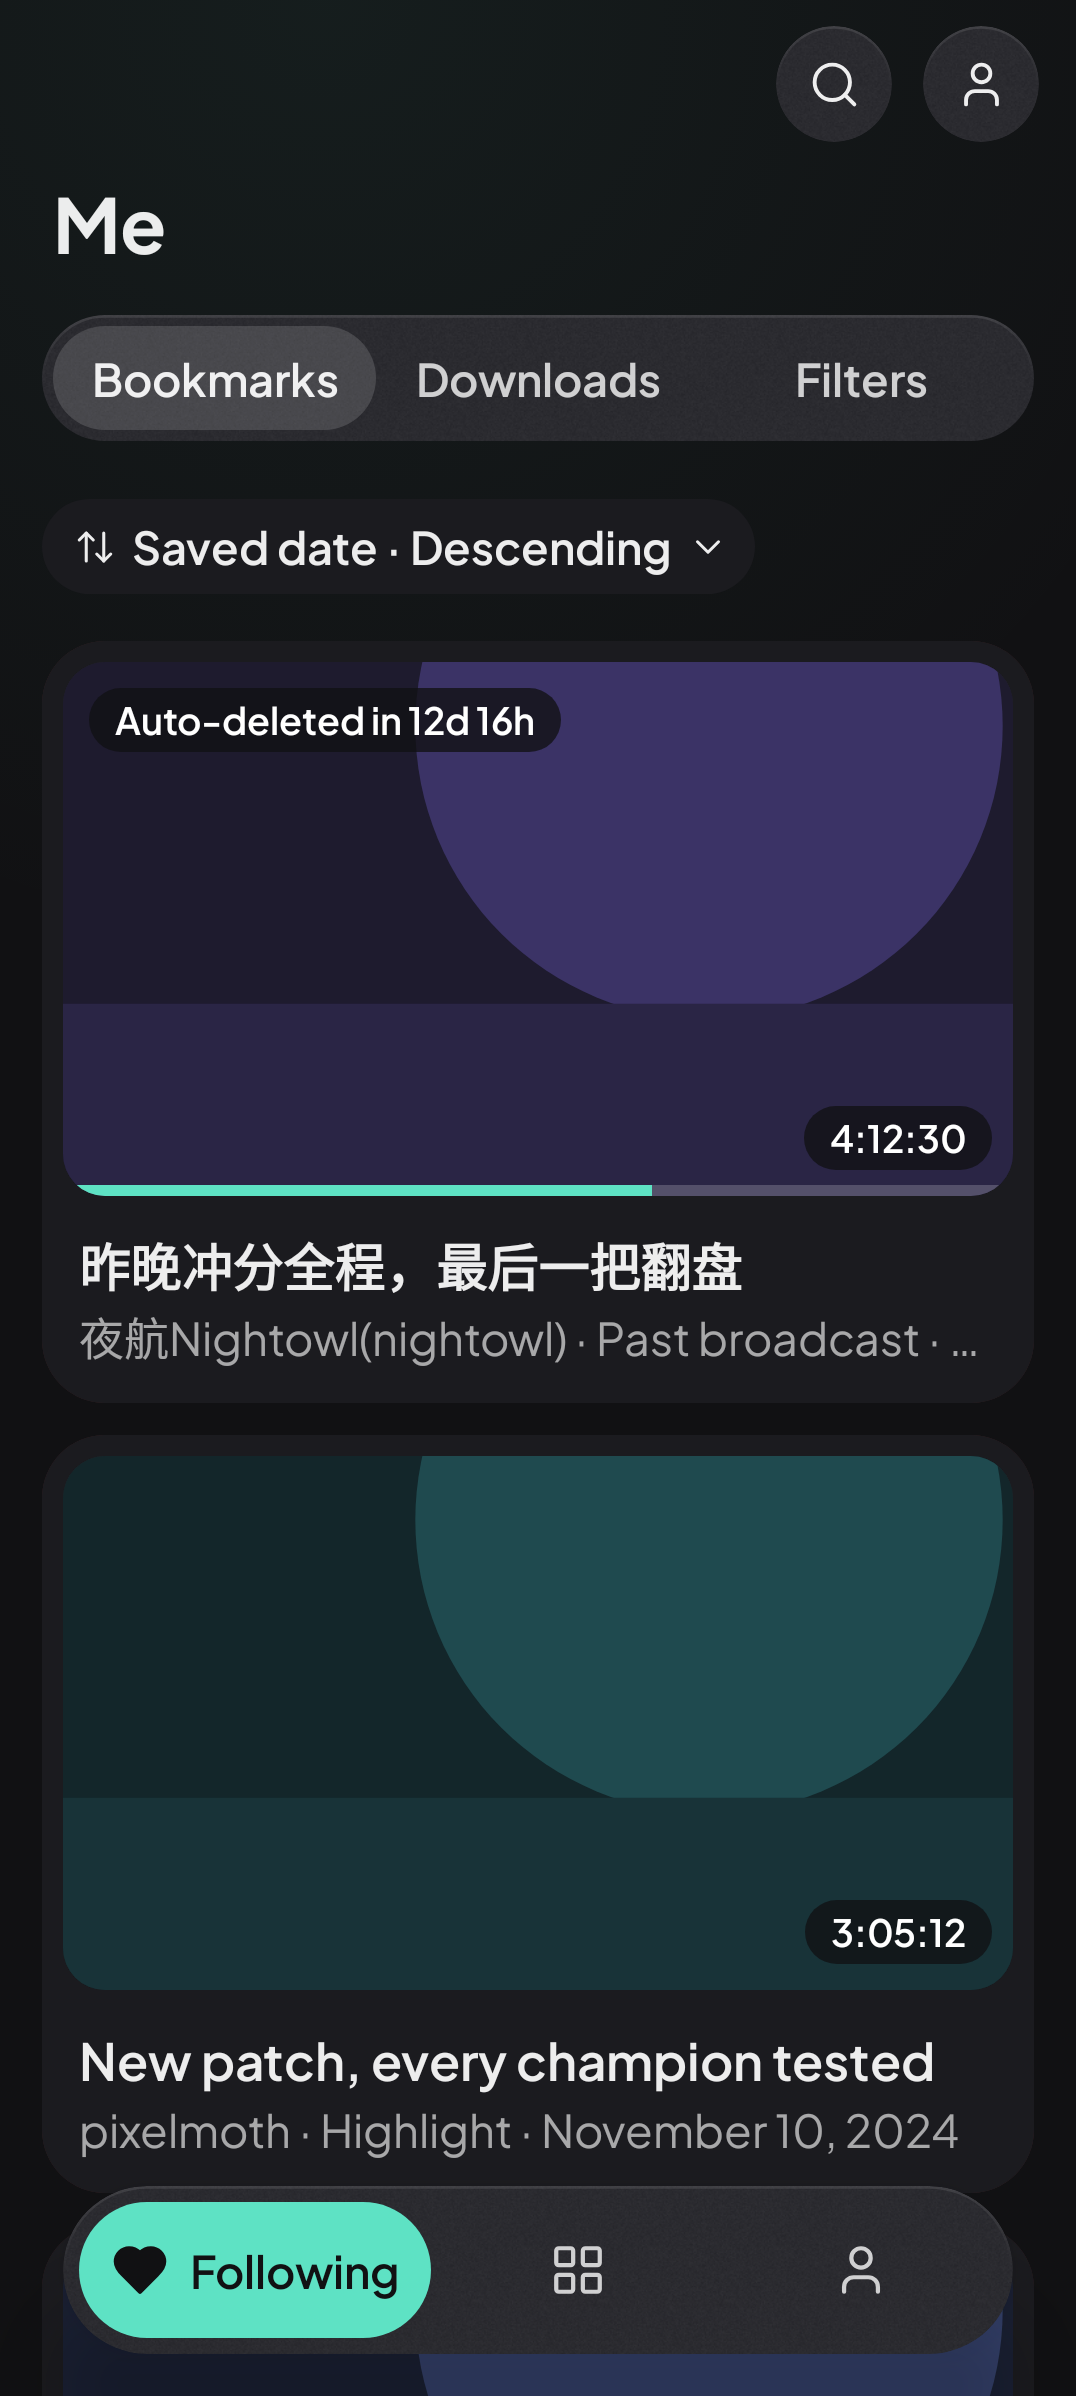 Me
Bookmarks Downloads Filters
Saved date · Descending
Auto-deleted in 12d 16h
4:12:30
昨晚冲分全程，最后一把翻盘
夜航Nightowl(nightowl) · Past broadcast · ...
3:05:12
New patch, every champion tested
pixelmoth · Highlight · November 10, 2024
Following